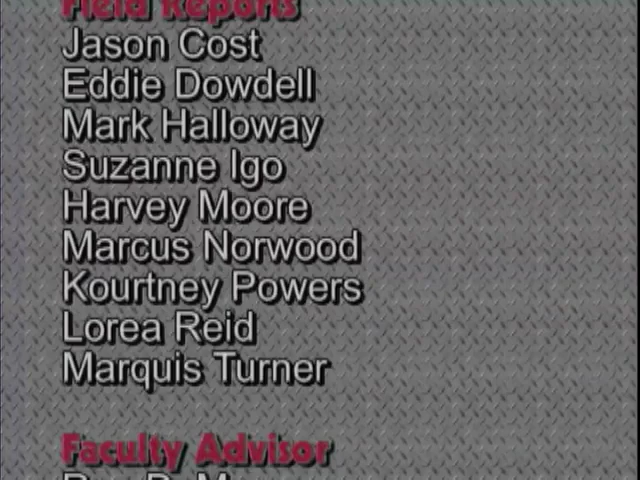 Field Reports
Jason Cost
Eddie Dowdell
Mark Halloway
Suzanne Igo
Harvey Moore
Marcus Norwood
Kourtney Powers
Lorea Reid
Marquis Turner
Faculty Advisor